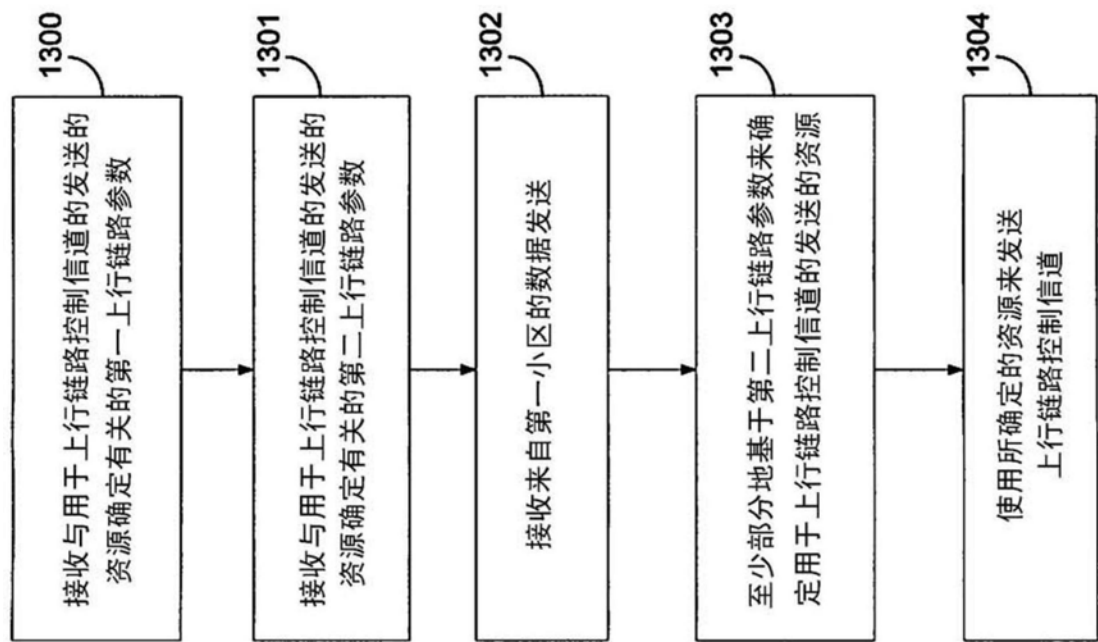 1300
接收与用于上行链路控制信道的发送的
资源确定有关的第一上行链路参数
1301
接收与用于上行链路控制信道的发送的
资源确定有关的第二上行链路参数
1302
接收来自第一小区的数据发送
1303
至少部分地基于第二上行链路参数来确
定用于上行链路控制信道的发送的资源
1304
使用所确定的资源来发送
上行链路控制信道